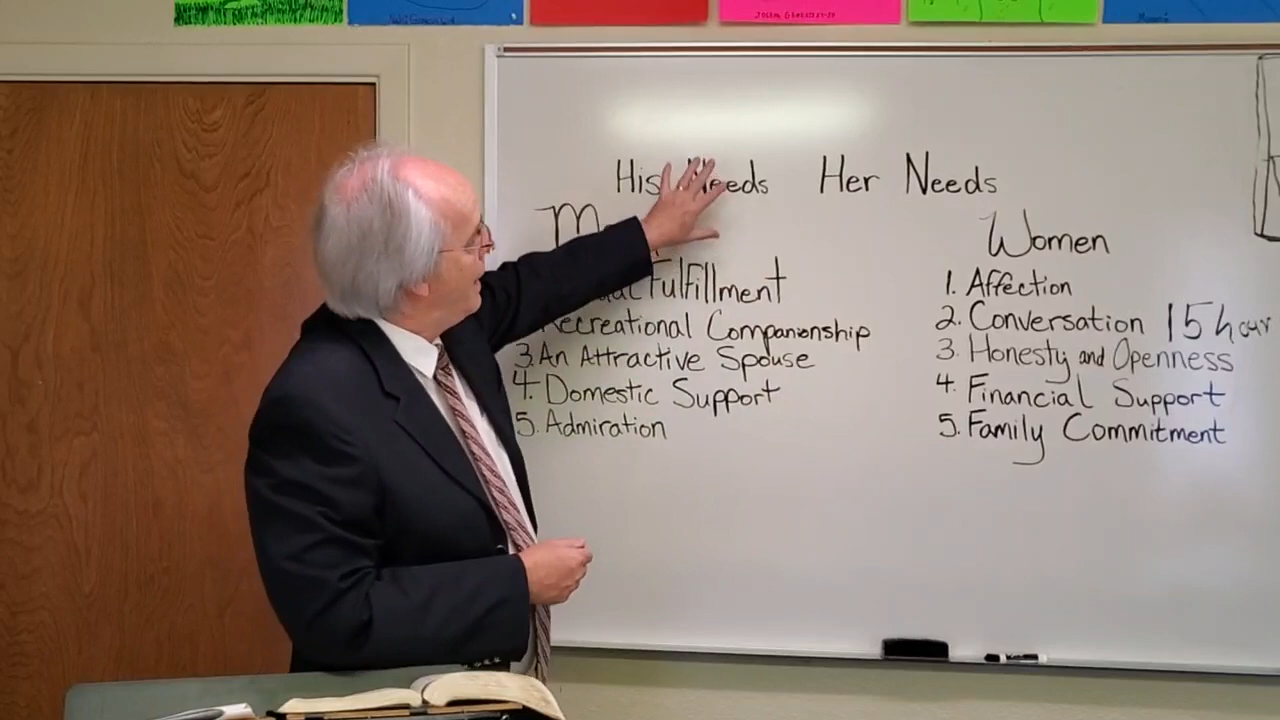 His Needs Her Needs
Women
Fulfillment
Recreational Companionship
3. An Attractive Spouse
4. Domestic Support
5. Admiration
1. Affection
2. Conversation 15 hour
3. Honesty and Openness
4. Financial Support
5. Family Commitment